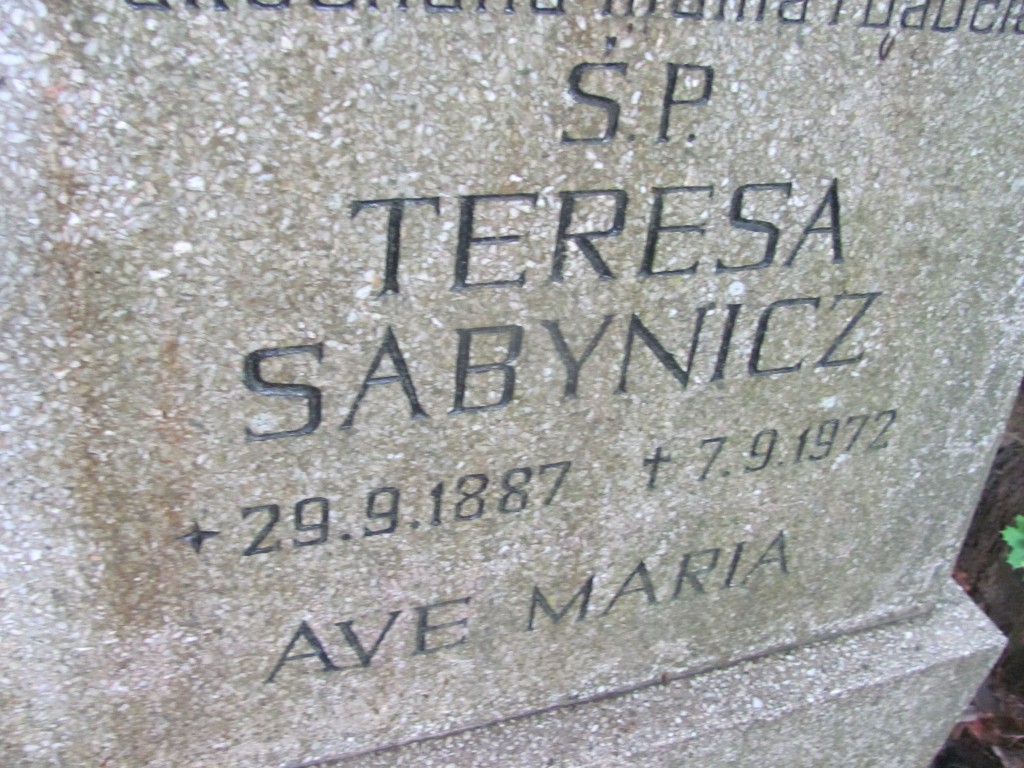 Ś.P.
TERESA
SABYNICZ
29.9.1887 + 7.9.1972
AVE MARIA